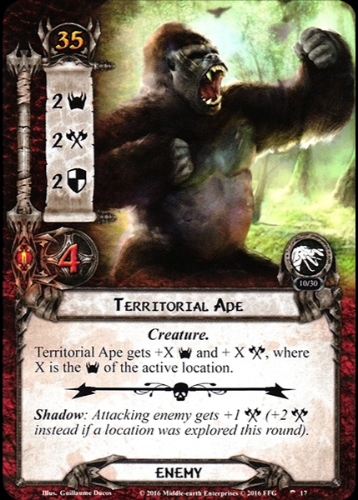 35
2
2
2
4
10/30
Territorial Ape
Creature.
Territorial Ape gets +X and + X , where
X is the of the active location.
Shadow: Attacking enemy gets +1 (+2
instead if a location was explored this round).
ENEMY
Illus. Guillaume Ducos © 2016 Middle-earth Enterprises © 2016 FFG 17